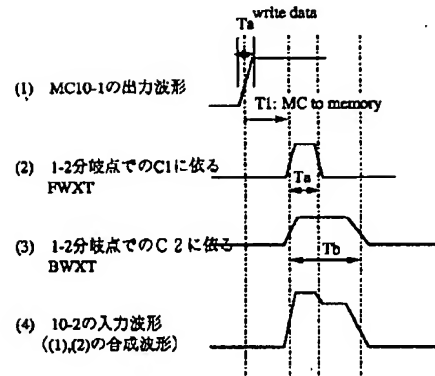 write data
Ta
(1) MC10-1の出力波形
T1: MC to memory
(2) 1-2分岐点でのC1に依る
FWXT
Ta
(3) 1-2分岐点でのC 2に依る
BWXT
Tb
(4) 10-2の入力波形
((1),(2)の合成波形)